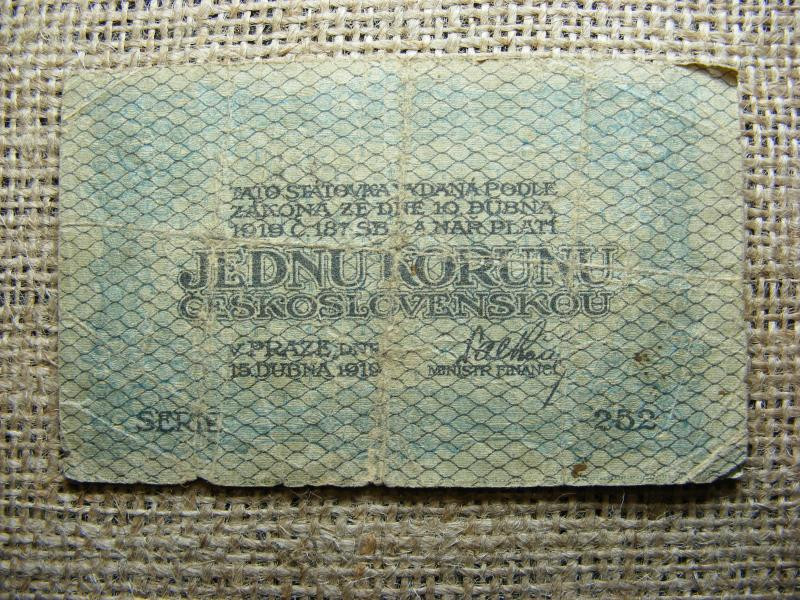 TATO STÁTOVKA VYDANÁ PODLE
ZÁKONA ZE DNE 10. DUBNA
1919 Č. 187 SB. Z A NAŘ. PLATÍ
JEDNU KORUNU
ČESKOSLOVENSKOU
V PRAZE, DNE
15. DUBNA 1919
MINISTR FINANCÍ
SERIE 252